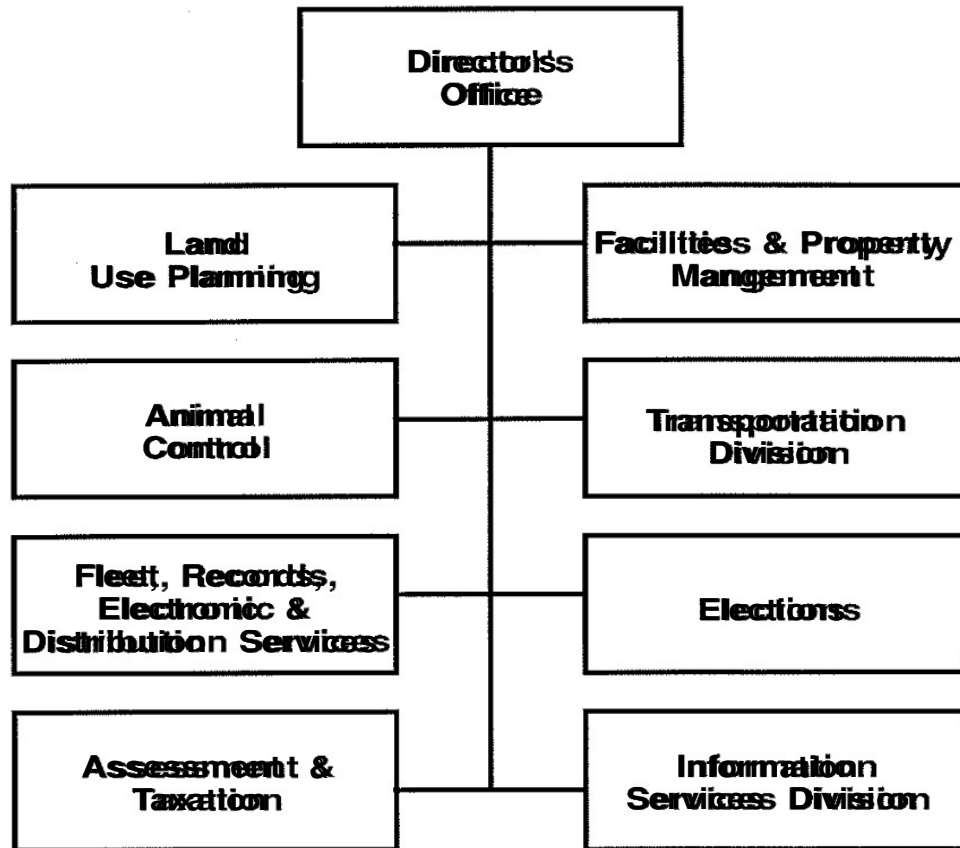 Director's
Office
Land
Use Planning
Facilities & Property
Mangement
Animal
Control
Transportation
Division
Fleet, Records,
Electronic &
Distribution Services
Elections
Assessment &
Taxation
Information
Services Division